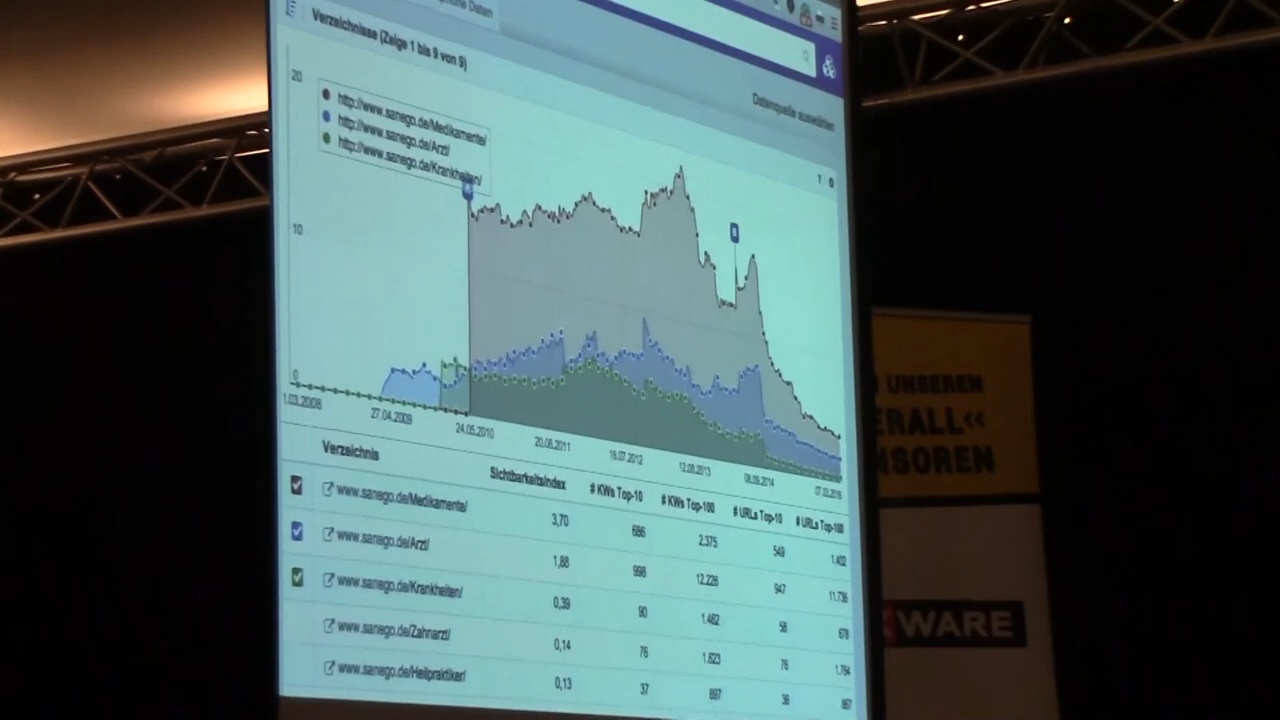 Daten
Verzeichnisse (Zeige 1 bis 9 von 9)
Datenquelle auswählen
20
http://www.sanego.de/Medikamente/
http://www.sanego.de/Arzt/
http://www.sanego.de/Krankheiten/
10
0
1.03.2008
27.04.2009
24.05.2010
20.06.2011
16.07.2012
12.08.2013
08.09.2014
Verzeichnis Sichtbarkeitsindex # KWs Top-10 # KWs Top-100 # URLs Top-10 # URLs Top-100
www.sanego.de/Medikamente/ 3,70 686 2.375 549 1.402
www.sanego.de/Arzt/ 1,88 998 12.226 947 11.736
www.sanego.de/Krankheiten/ 0,39 90 1.462 58 679
www.sanego.de/Zahnarzt/ 0,14 76 1.623 76 1.764
www.sanego.de/Heilpraktiker/ 0,13 37 897 36 867
UNSEREN
ERALL<<
NSOREN
WARE